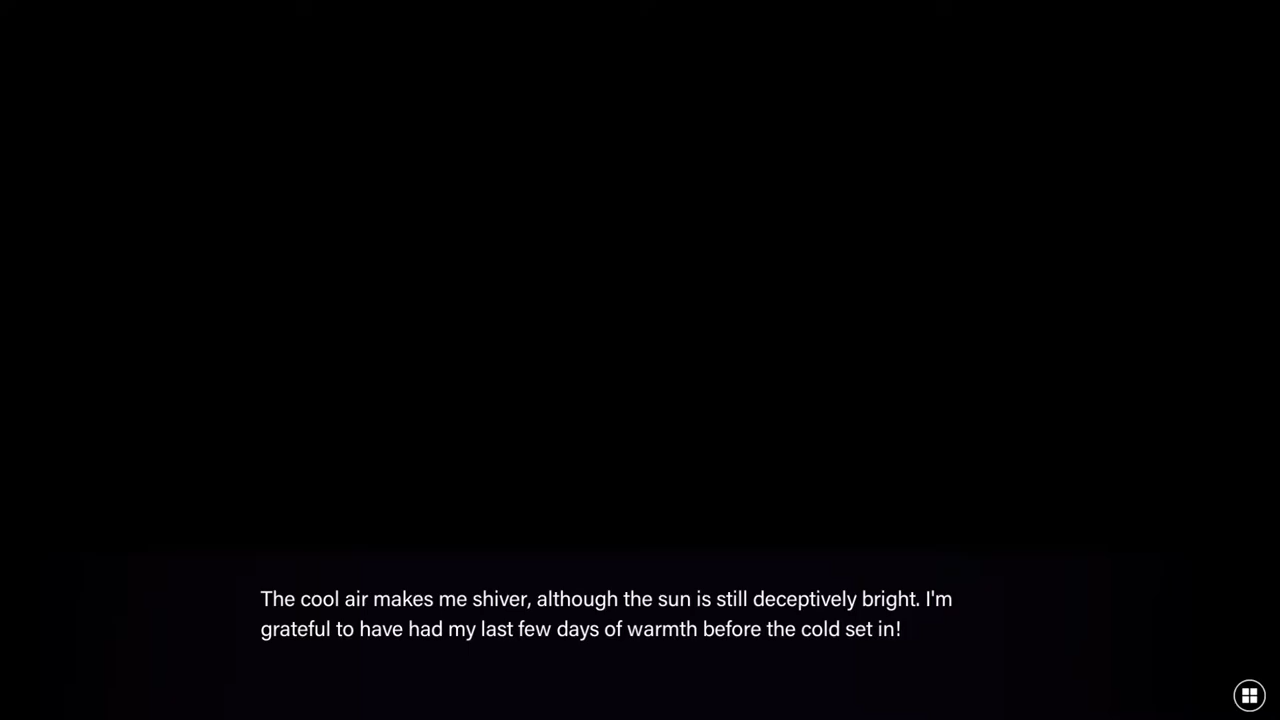 The cool air makes me shiver, although the sun is still deceptively bright. I'm
grateful to have had my last few days of warmth before the cold set in!